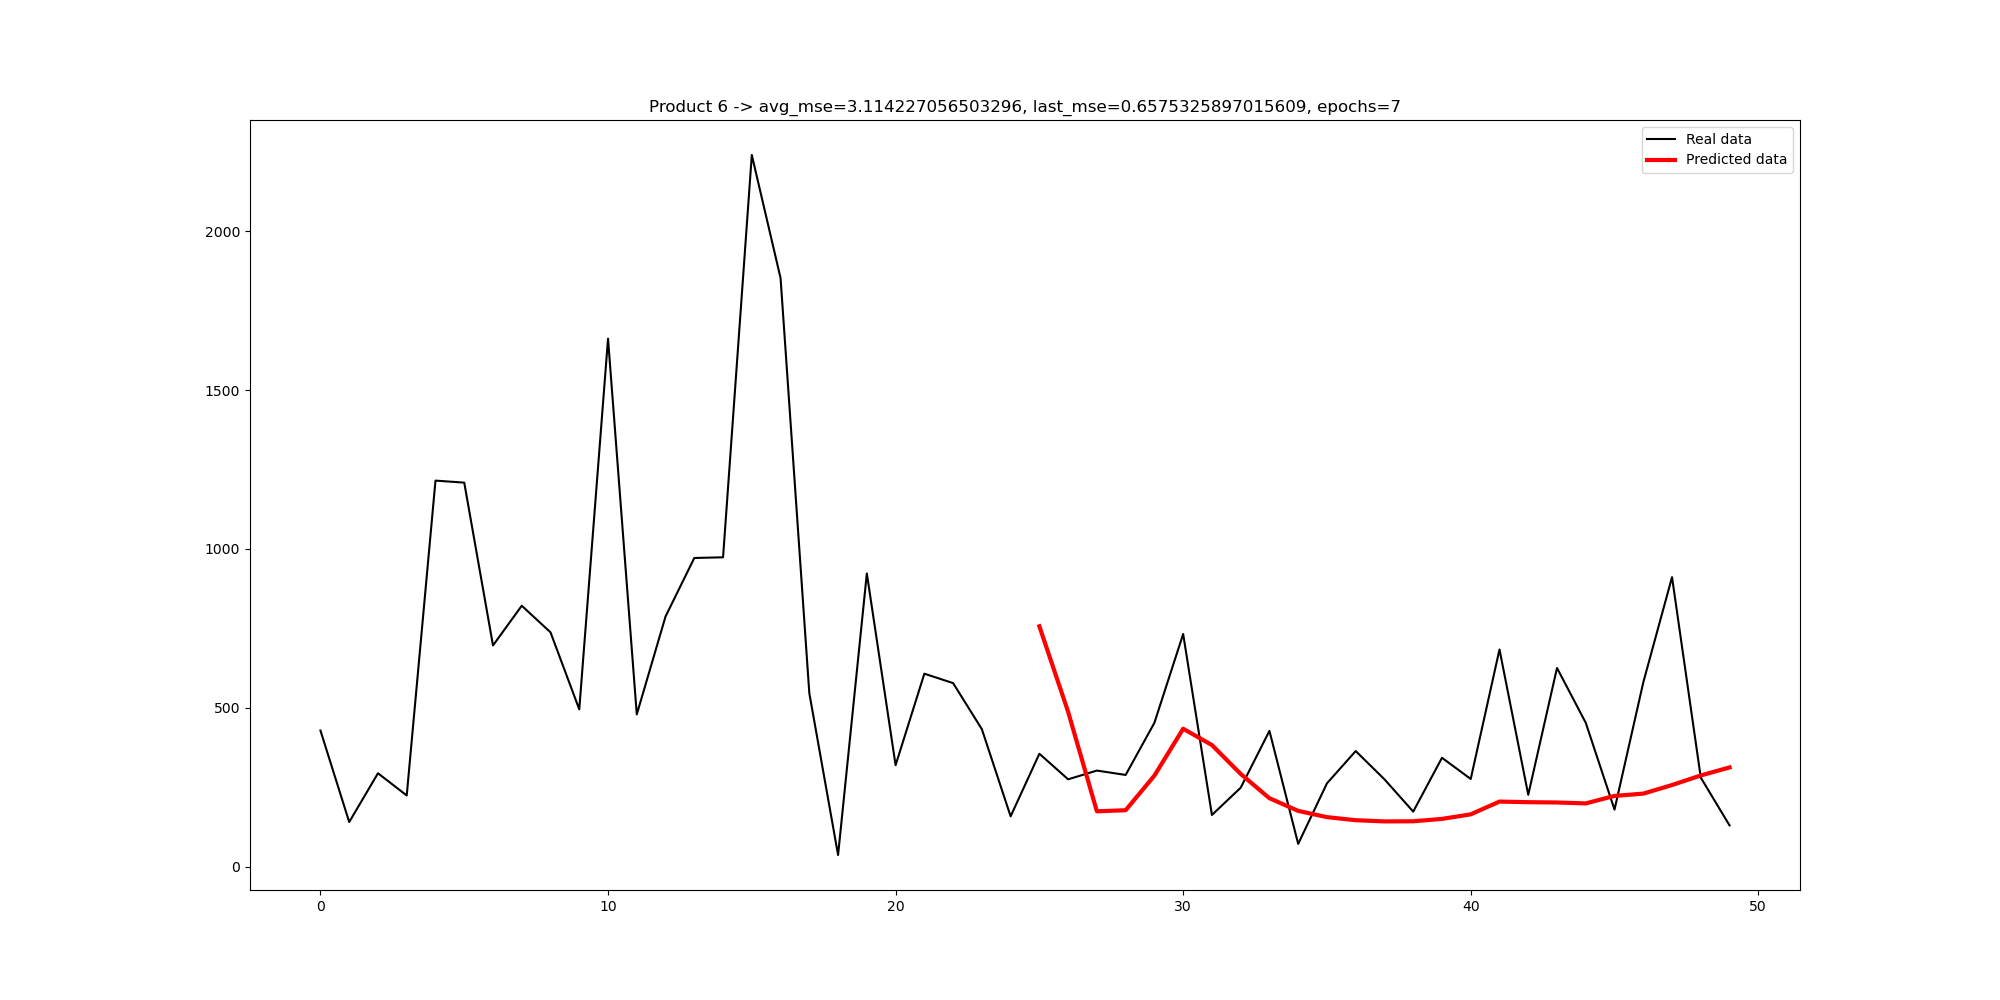 Product 6 -> avg_mse=3.114227056503296, last_mse=0.6575325897015609, epochs=7
Real data
Predicted data
2000
1500
1000
500
0
0 10 20 30 40 50